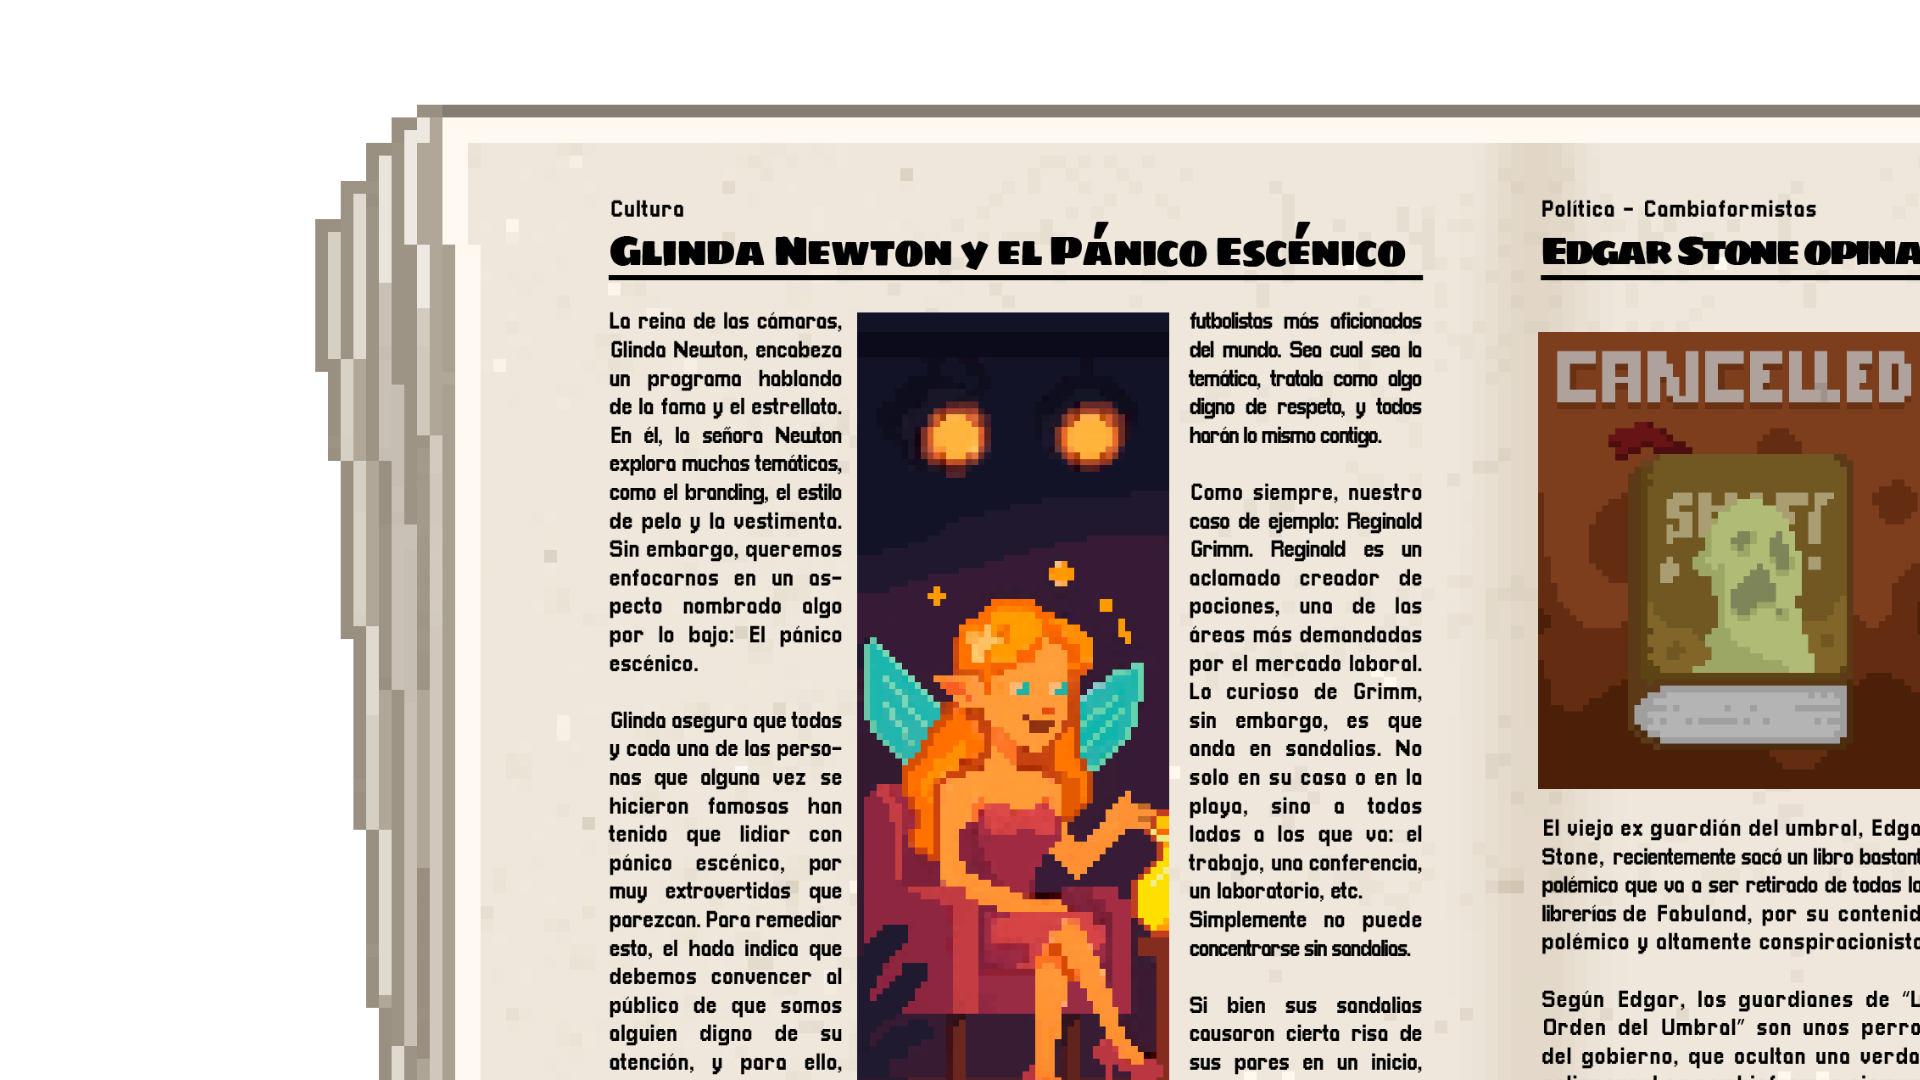 Cultura
Glinda Newton y el Pánico Escénico
La reina de las cámaras,
Glinda Newton, encabeza
un programa hablando
de la fama y el estrellato.
En él, la señora Newton
explora muchas temáticas,
como el branding, el estilo
de pelo y la vestimenta.
Sin embargo, queremos
enfocarnos en un as-
pecto nombrado algo
por lo bajo: El pánico
escénico.
Glinda asegura que todas
y cada una de las perso-
nas que alguna vez se
hicieron famosas han
tenido que lidiar con
pánico escénico, por
muy extrovertidas que
parezcan. Para remediar
esto, el hada indica que
debemos convencer al
público de que somos
alguien digno de su
atención, y para ello,
futbolistas más aficionados
del mundo. Sea cual sea la
temática, tratala como algo
digno de respeto, y todos
harán lo mismo contigo.
Como siempre, nuestro
caso de ejemplo: Reginald
Grimm. Reginald es un
aclamado creador de
pociones, una de las
áreas más demandadas
por el mercado laboral.
Lo curioso de Grimm,
sin embargo, es que
anda en sandalias. No
solo en su casa o en la
playa, sino a todos
lados a los que va: el
trabajo, una conferencia,
un laboratorio, etc.
Simplemente no puede
concentrarse sin sandalias.
Si bien sus sandalias
causaron cierta risa de
sus pares en un inicio,
Política - Cambiaformistas
Edgar Stone opina
CANCELLED
El viejo ex guardián del umbral, Edga
Stone, recientemente sacó un libro bastant
polémico que va a ser retirado de todas la
librerías de Fabuland, por su contenid
polémico y altamente conspiracionista
Según Edgar, los guardianes de “L
Orden del Umbral” son unos perro
del gobierno, que ocultan una verda